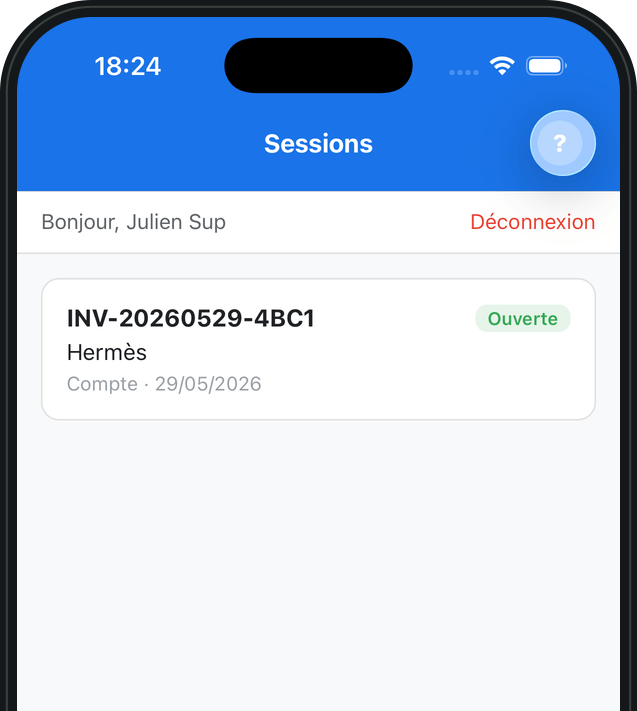 18:24
Sessions
?
Bonjour, Julien Sup
Déconnexion
INV-20260529-4BC1
Ouverte
Hermès
Compte · 29/05/2026